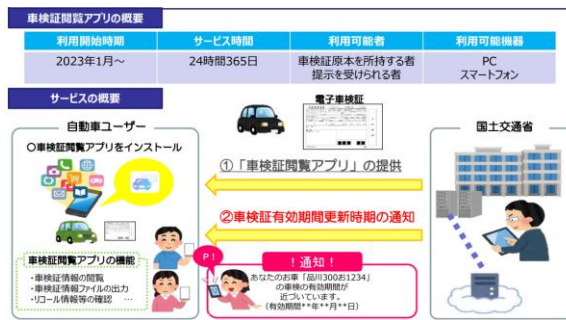 車検証閲覧アプリの概要
利用開始時期
サービス時間
利用可能者
利用可能機器
2023年1月～
24時間365日
車検証原本を所持する者
提示を受けられる者
PC
スマートフォン
サービスの概要
電子車検証
自動車ユーザー
〇車検証閲覧アプリをインストール
国土交通省
①「車検証閲覧アプリ」の提供
②車検証有効期間更新時期の通知
車検証閲覧アプリの機能
・車検証情報の閲覧
・車検証情報ファイルの出力
・リコール情報等の確認 …
P!
！通知！
あなたのお車「品川300お1234」
の車検の有効期間が
近づいています。
(有効期間**年**月**日)